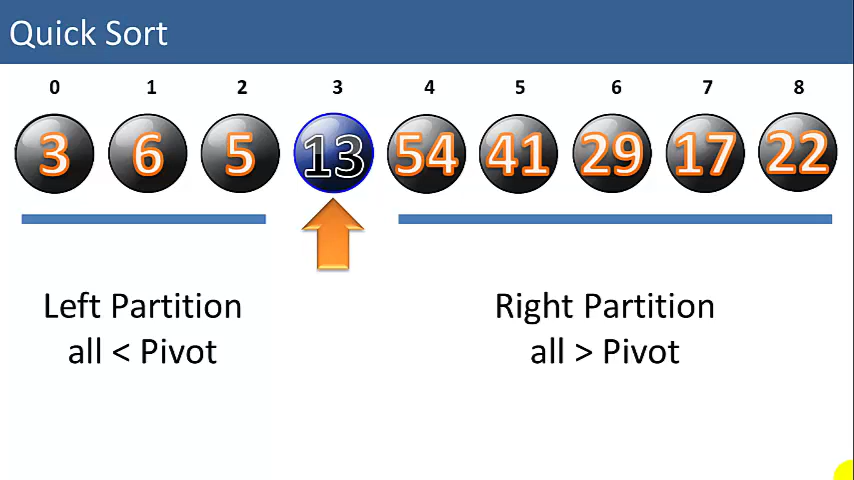 Quick Sort
0 1 2 3 4 5 6 7 8
3 6 5 13 54 41 29 17 22
Left Partition
all < Pivot
Right Partition
all > Pivot